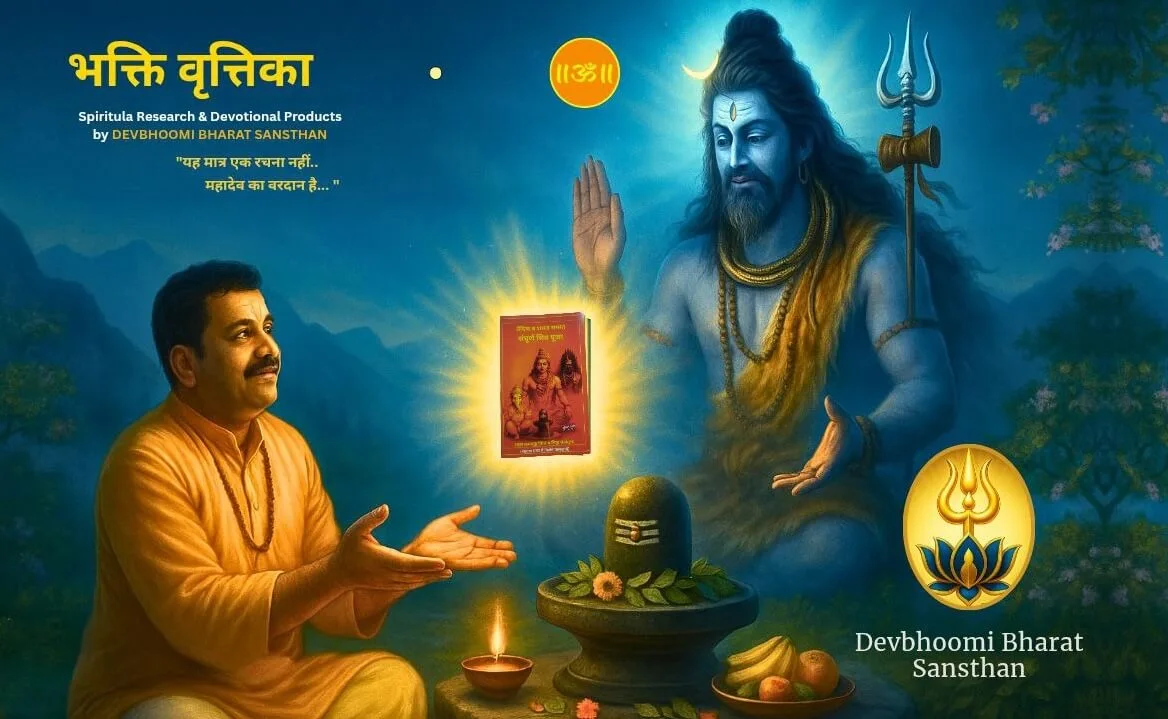 भक्ति वृत्तिका
Spiritula Research & Devotional Products
by DEVBHOOMI BHARAT SANSTHAN
"यह मात्र एक रचना नहीं..
महादेव का वरदान है... "
॥ॐ॥
संपूर्ण शिव पूजा
Devbhoomi Bharat
Sansthan